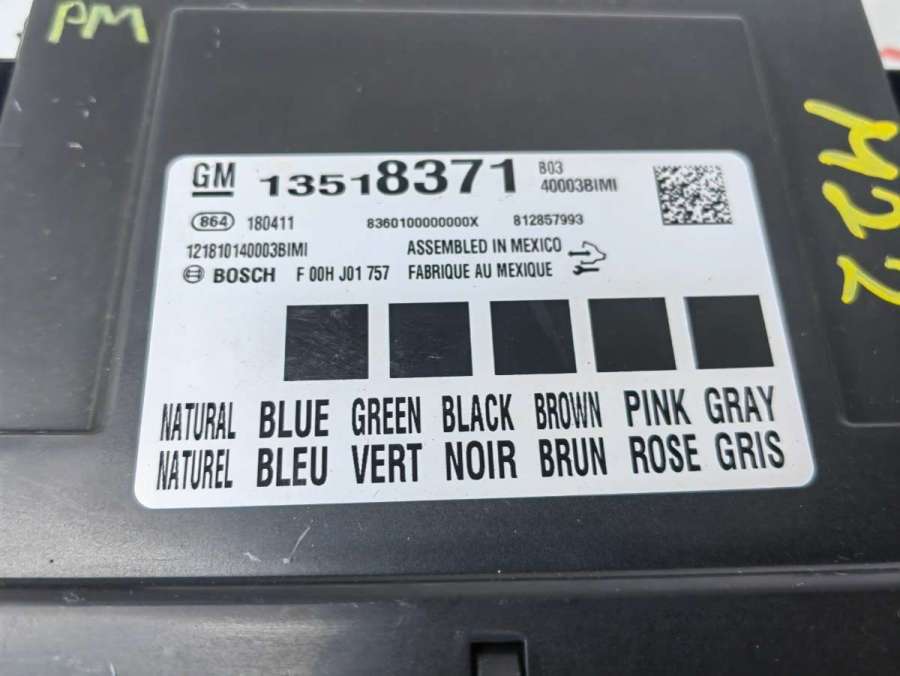 PM
M22
GM 13518371 B03
40003BIMI
864 180411 8360100000000X 812857993
121810140003BIMI ASSEMBLED IN MEXICO
BOSCH F 00H J01 757 FABRIQUE AU MEXIQUE
NATURAL BLUE GREEN BLACK BROWN PINK GRAY
NATUREL BLEU VERT NOIR BRUN ROSE GRIS